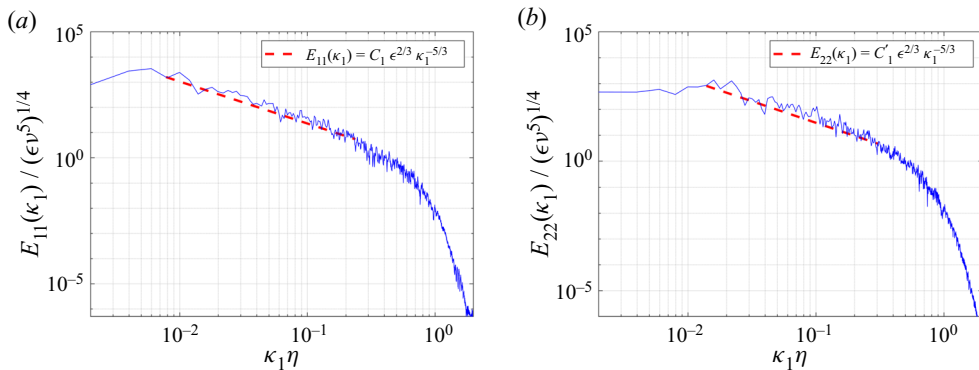 (a)
10^5
10^0
10^−5
E_11(κ_1) / (ϵν^5)^1/4
E_11(κ_1) = C_1 ϵ^2/3 κ_1^−5/3
10^−2
10^−1
10^0
κ_1η
(b)
10^5
10^0
10^−5
E_22(κ_1) / (ϵν^5)^1/4
E_22(κ_1) = C′_1 ϵ^2/3 κ_1^−5/3
10^−2
10^−1
10^0
κ_1η